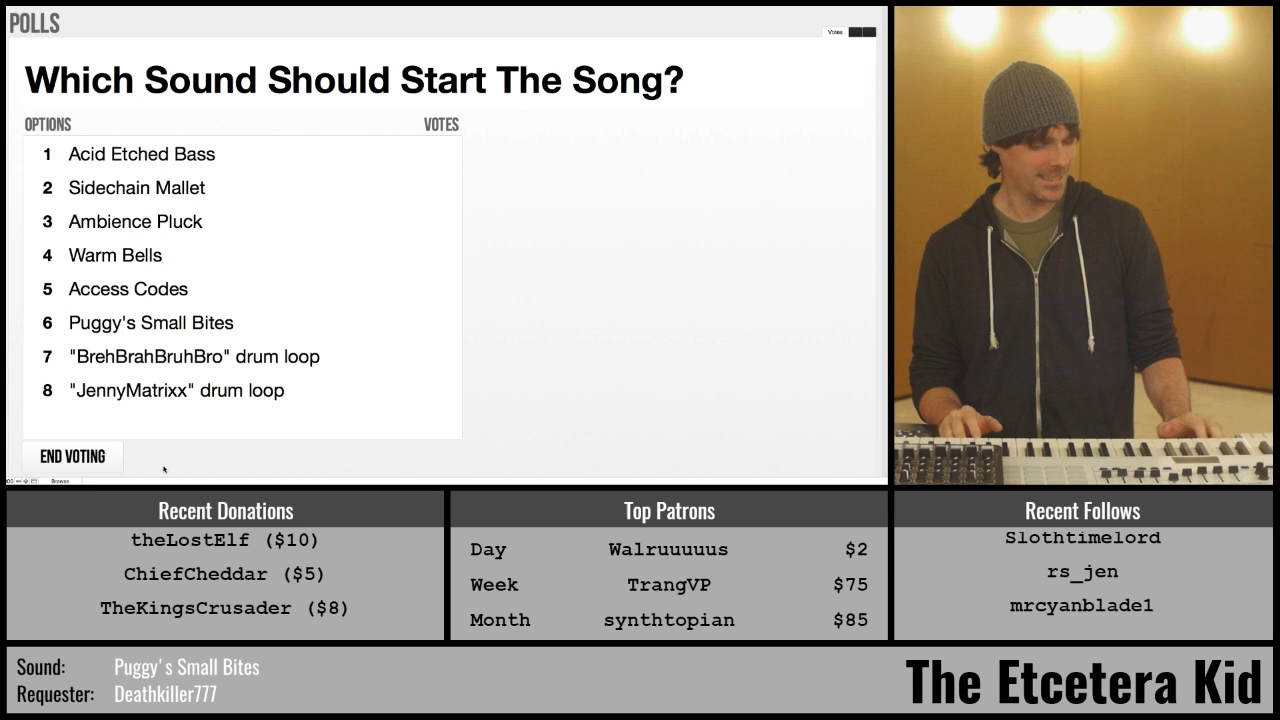 POLLS
Votes
Which Sound Should Start The Song?
OPTIONS VOTES
1 Acid Etched Bass
2 Sidechain Mallet
3 Ambience Pluck
4 Warm Bells
5 Access Codes
6 Puggy's Small Bites
7 "BrehBrahBruhBro" drum loop
8 "JennyMatrixx" drum loop
END VOTING
Browse
Recent Donations
theLostElf ($10)
ChiefCheddar ($5)
TheKingsCrusader ($8)
Top Patrons
Day Walruuuuus $2
Week TrangVP $75
Month synthtopian $85
Recent Follows
Slothtimelord
rs_jen
mrcyanblade1
Sound: Puggy's Small Bites
Requester: Deathkiller777
The Etcetera Kid